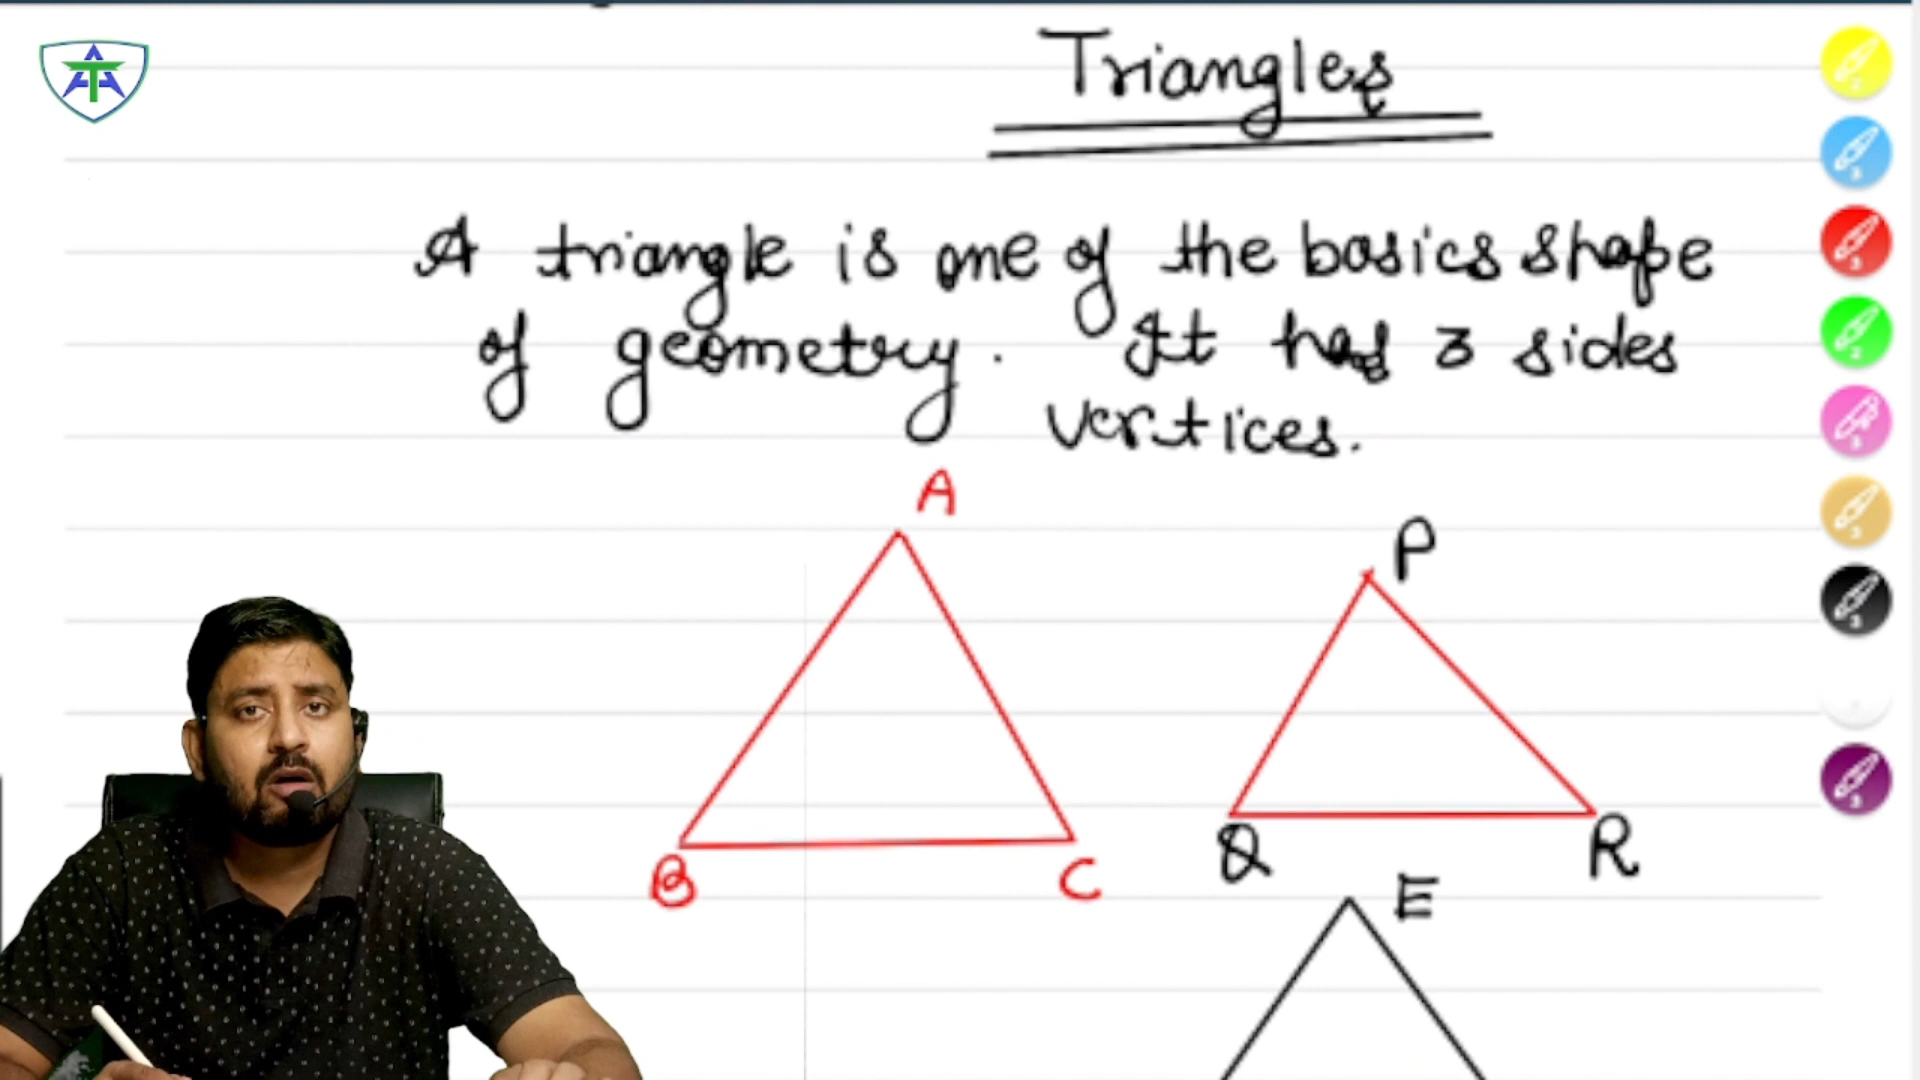 Triangles
A triangle is one of the basics shape
of geometry. It has 3 sides
vertices.
A
P
B
C
Q
R
E